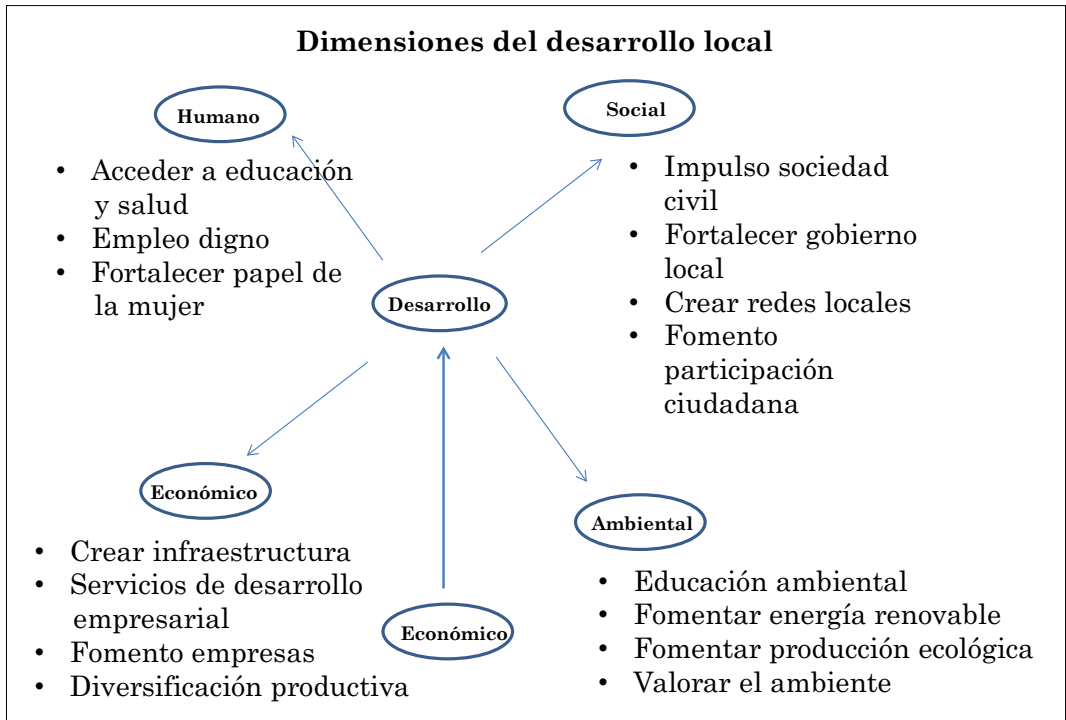 Dimensiones del desarrollo local
Humano
• Acceder a educación
y salud
• Empleo digno
• Fortalecer papel de
la mujer
Social
• Impulso sociedad
civil
• Fortalecer gobierno
local
• Crear redes locales
• Fomento
participación
ciudadana
Desarrollo
Económico
• Crear infraestructura
• Servicios de desarrollo
empresarial
• Fomento empresas
• Diversificación productiva
Económico
Ambiental
• Educación ambiental
• Fomentar energía renovable
• Fomentar producción ecológica
• Valorar el ambiente